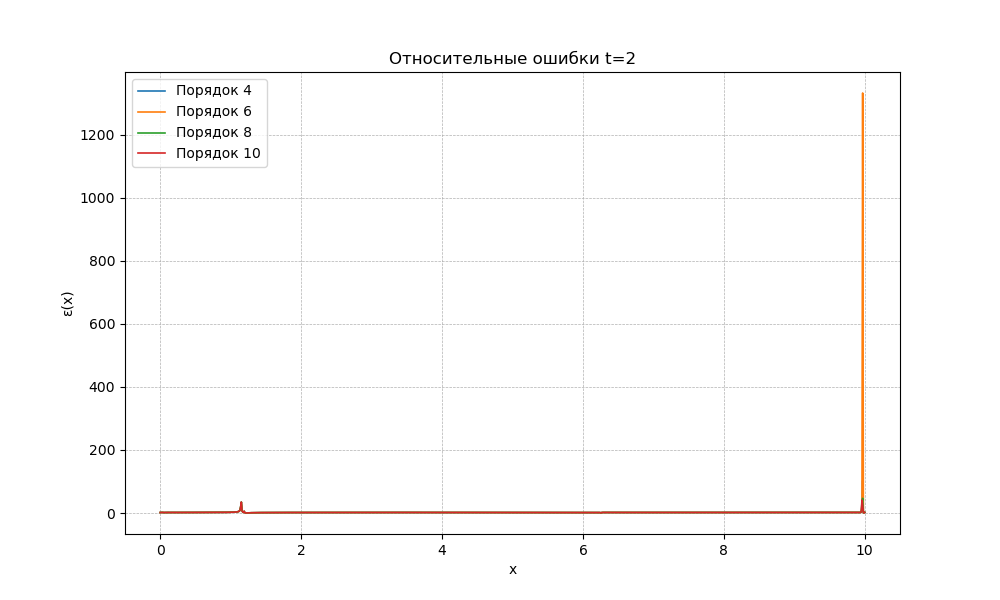 Относительные ошибки t=2
Порядок 4
Порядок 6
Порядок 8
Порядок 10
1200
1000
800
600
400
200
0
ε(x)
0 2 4 6 8 10
x